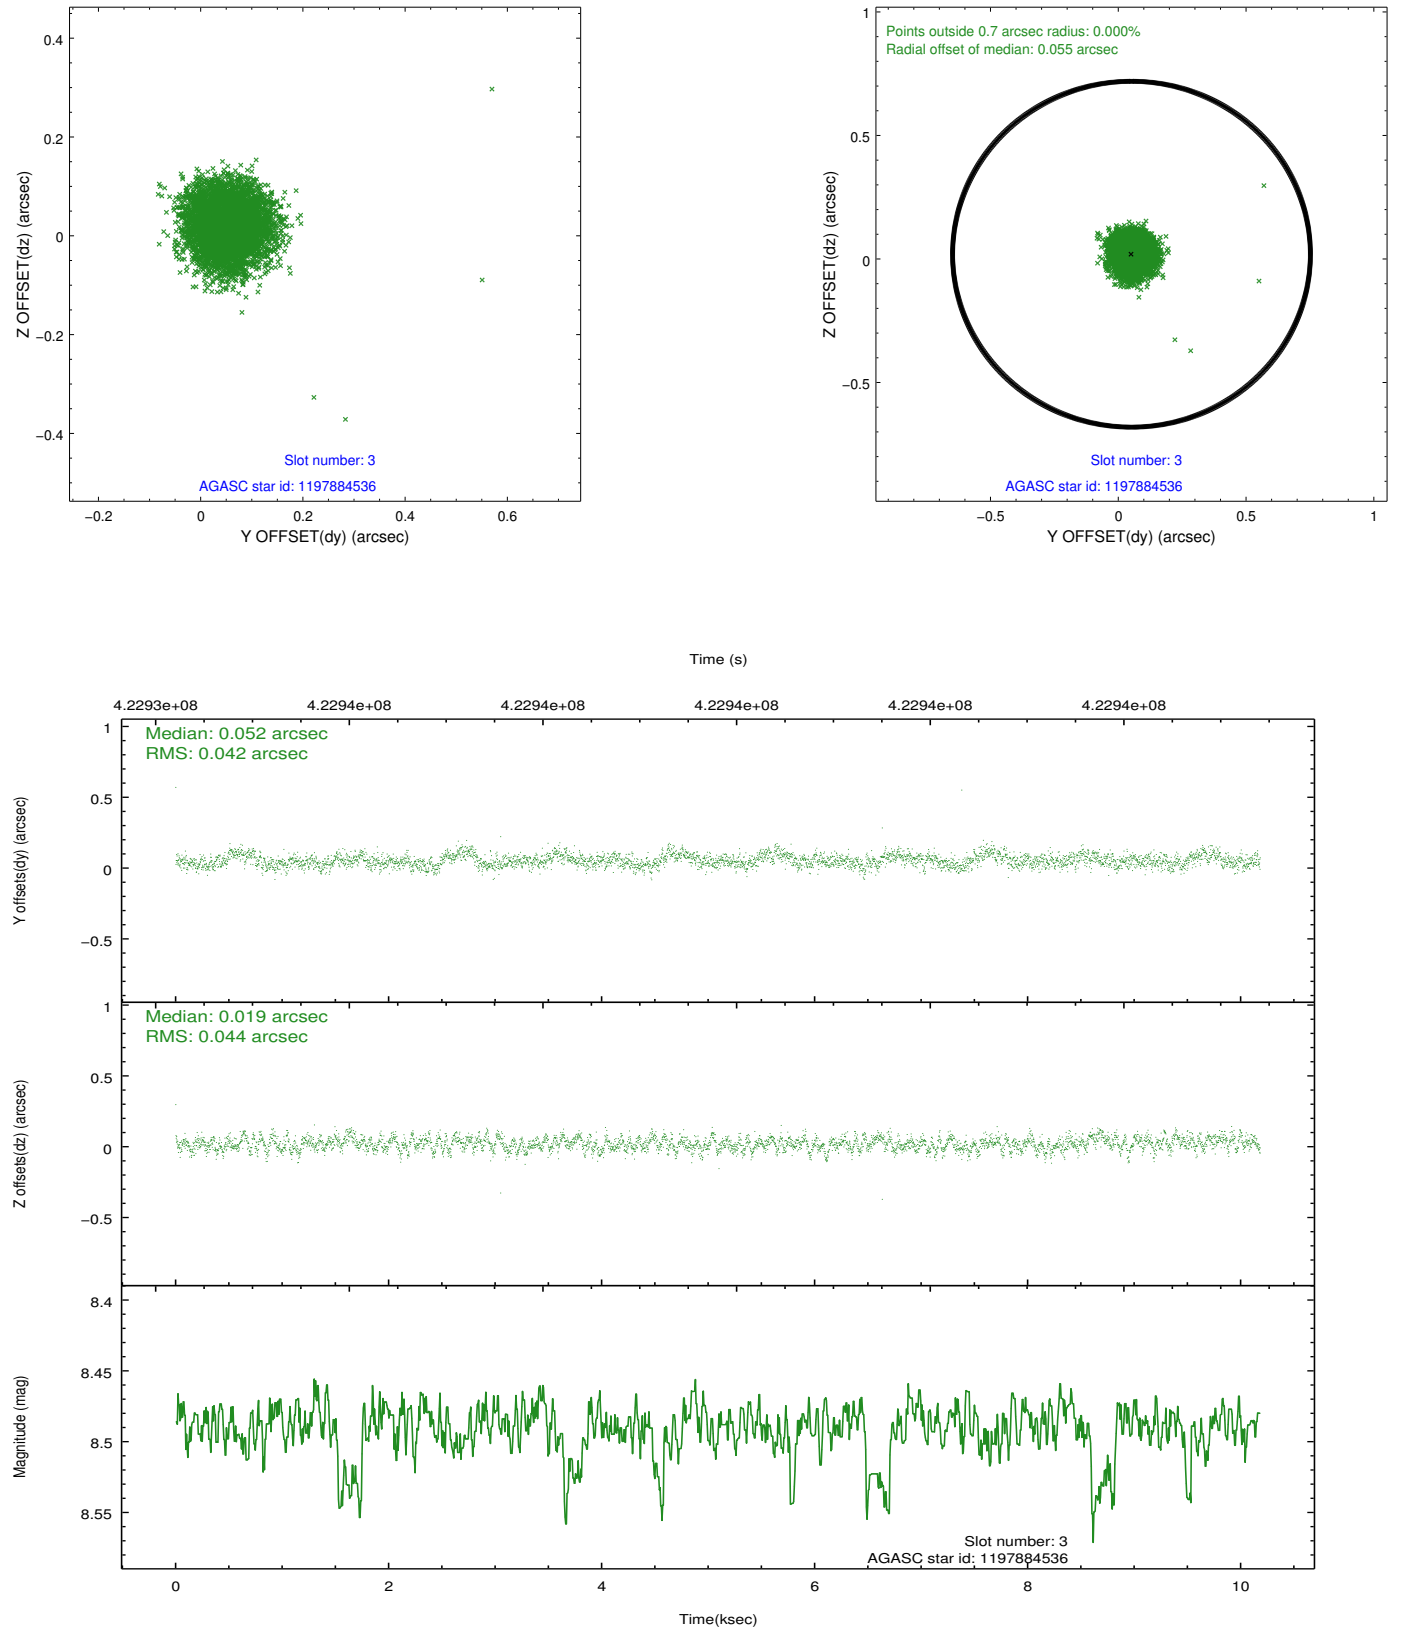 0.4
0.2
0
−0.2
−0.4
Z OFFSET(dz) (arcsec)
Slot number: 3
AGASC star id: 1197884536
−0.2 0 0.2 0.4 0.6
Y OFFSET(dy) (arcsec)
1
0.5
0
−0.5
Z OFFSET(dz) (arcsec)
Points outside 0.7 arcsec radius: 0.000%
Radial offset of median: 0.055 arcsec
Slot number: 3
AGASC star id: 1197884536
−0.5 0 0.5 1
Y OFFSET(dy) (arcsec)
Time (s)
4.2293e+08 4.2294e+08 4.2294e+08 4.2294e+08 4.2294e+08 4.2294e+08
1
0.5
0
−0.5
Y offsets(dy) (arcsec)
Median: 0.052 arcsec
RMS: 0.042 arcsec
1
0.5
0
−0.5
Z offsets(dz) (arcsec)
Median: 0.019 arcsec
RMS: 0.044 arcsec
8.4
8.45
8.5
8.55
Magnitude (mag)
Slot number: 3
AGASC star id: 1197884536
0 2 4 6 8 10
Time(ksec)